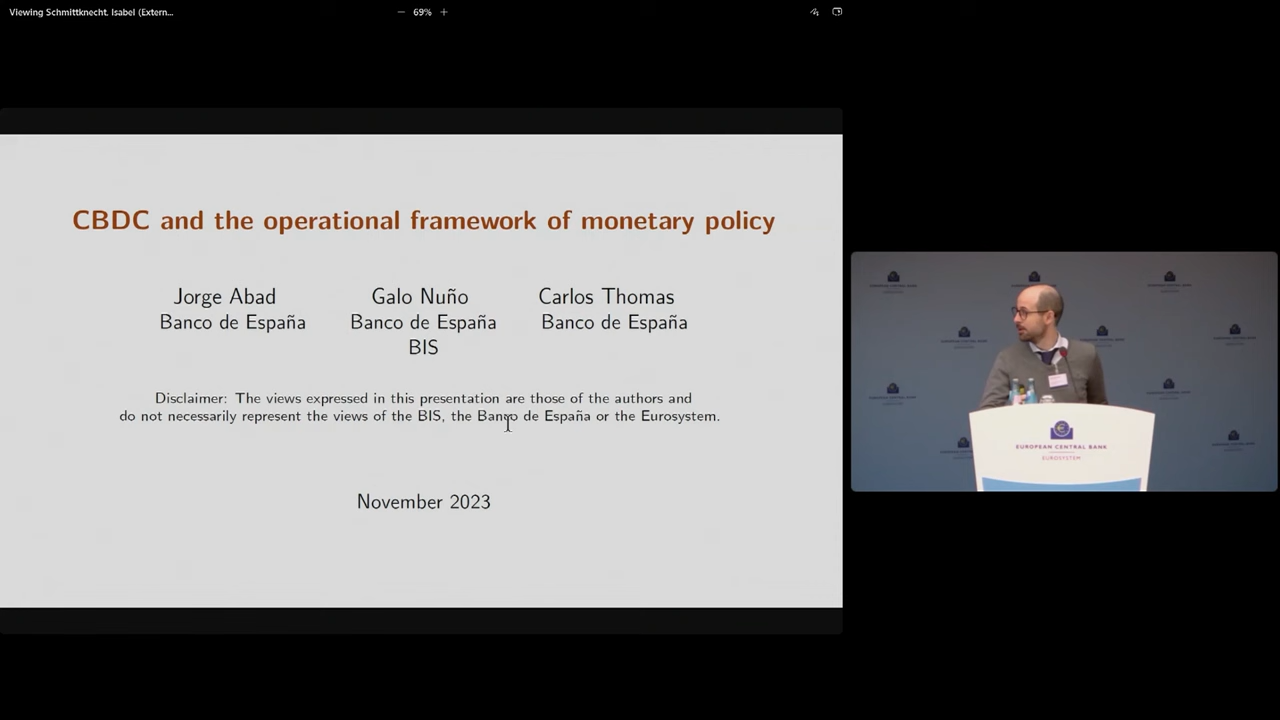 Viewing Schmittknecht, Isabel (Extern...
69%
CBDC and the operational framework of monetary policy
Jorge Abad
Banco de España
Galo Nuño
Banco de España
BIS
Carlos Thomas
Banco de España
Disclaimer: The views expressed in this presentation are those of the authors and
do not necessarily represent the views of the BIS, the Banco de España or the Eurosystem.
November 2023
EUROPEAN CENTRAL BANK
EUROSYSTEM